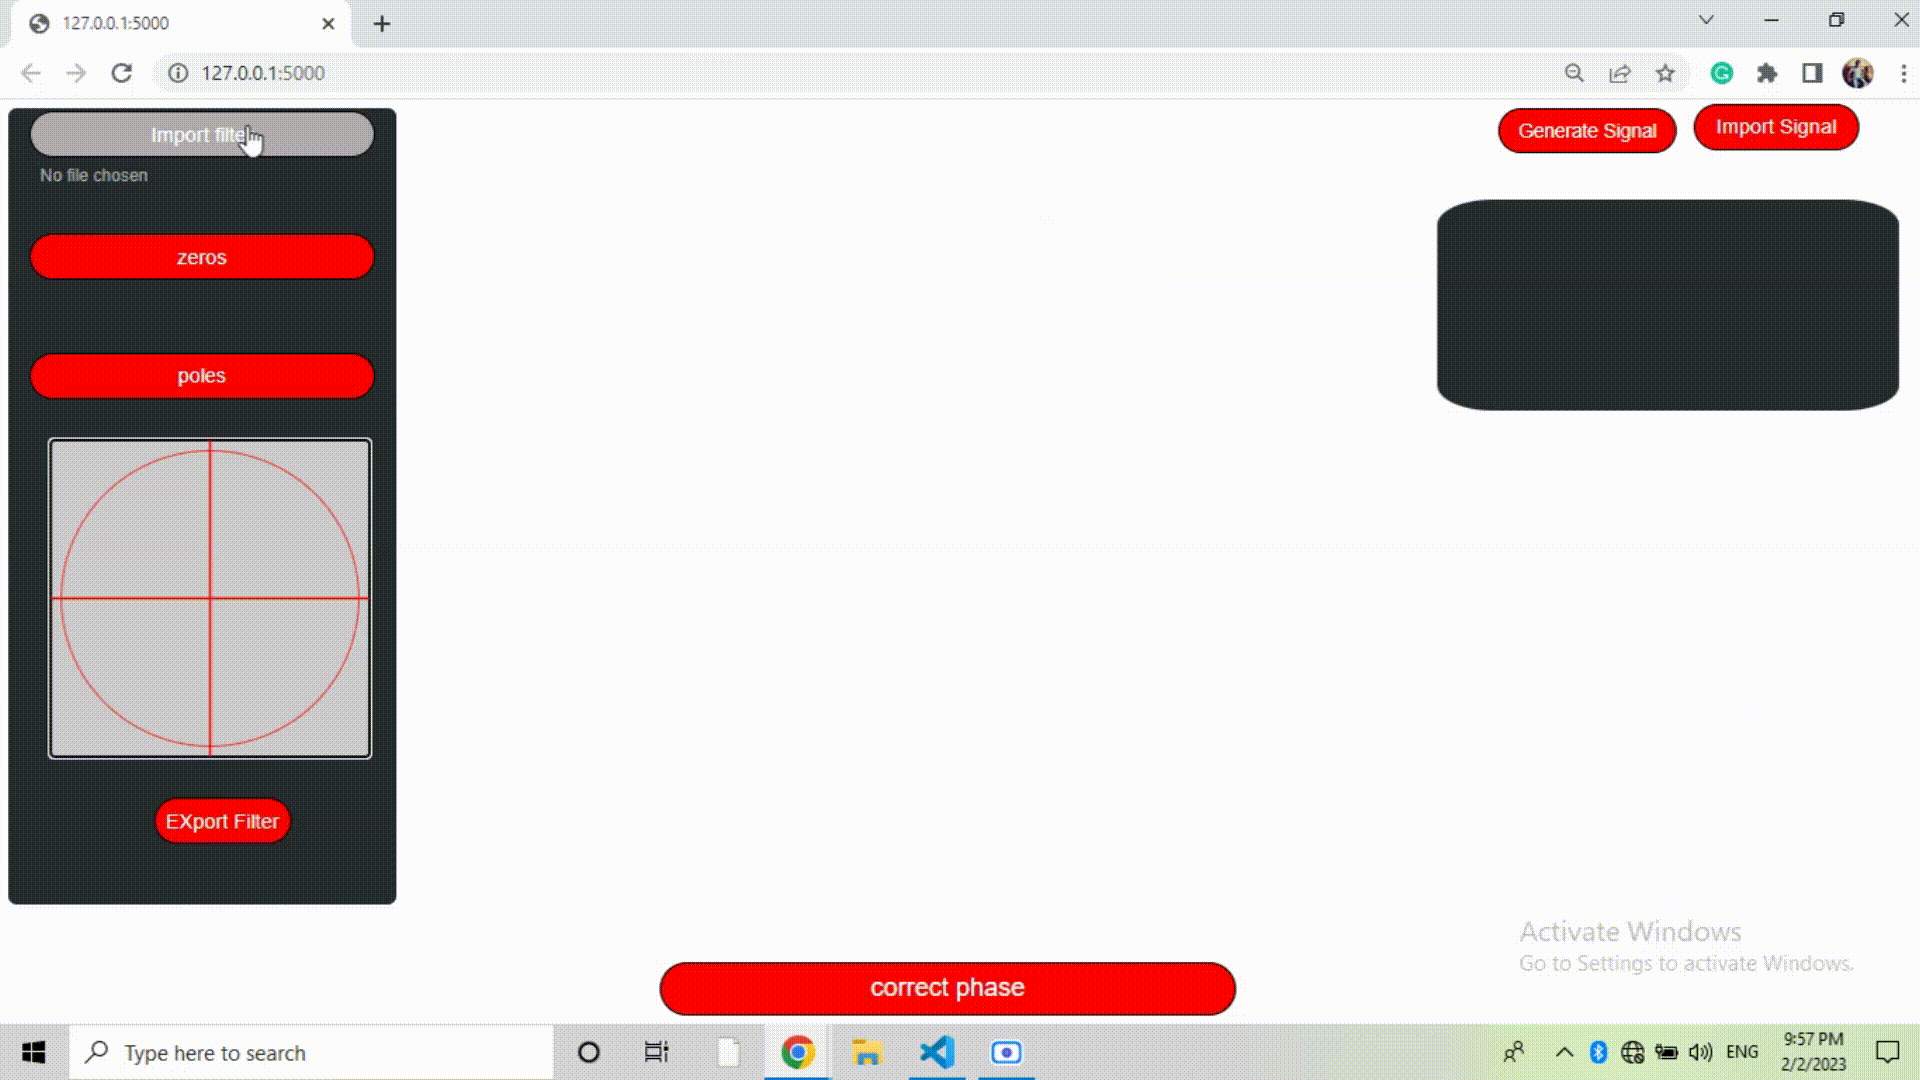 127.0.0.1:5000
127.0.0.1:5000
Import filte
No file chosen
zeros
poles
EXport Filter
Generate Signal
Import Signal
correct phase
Activate Windows
Go to Settings to activate Windows.
Type here to search
ENG
9:57 PM
2/2/2023